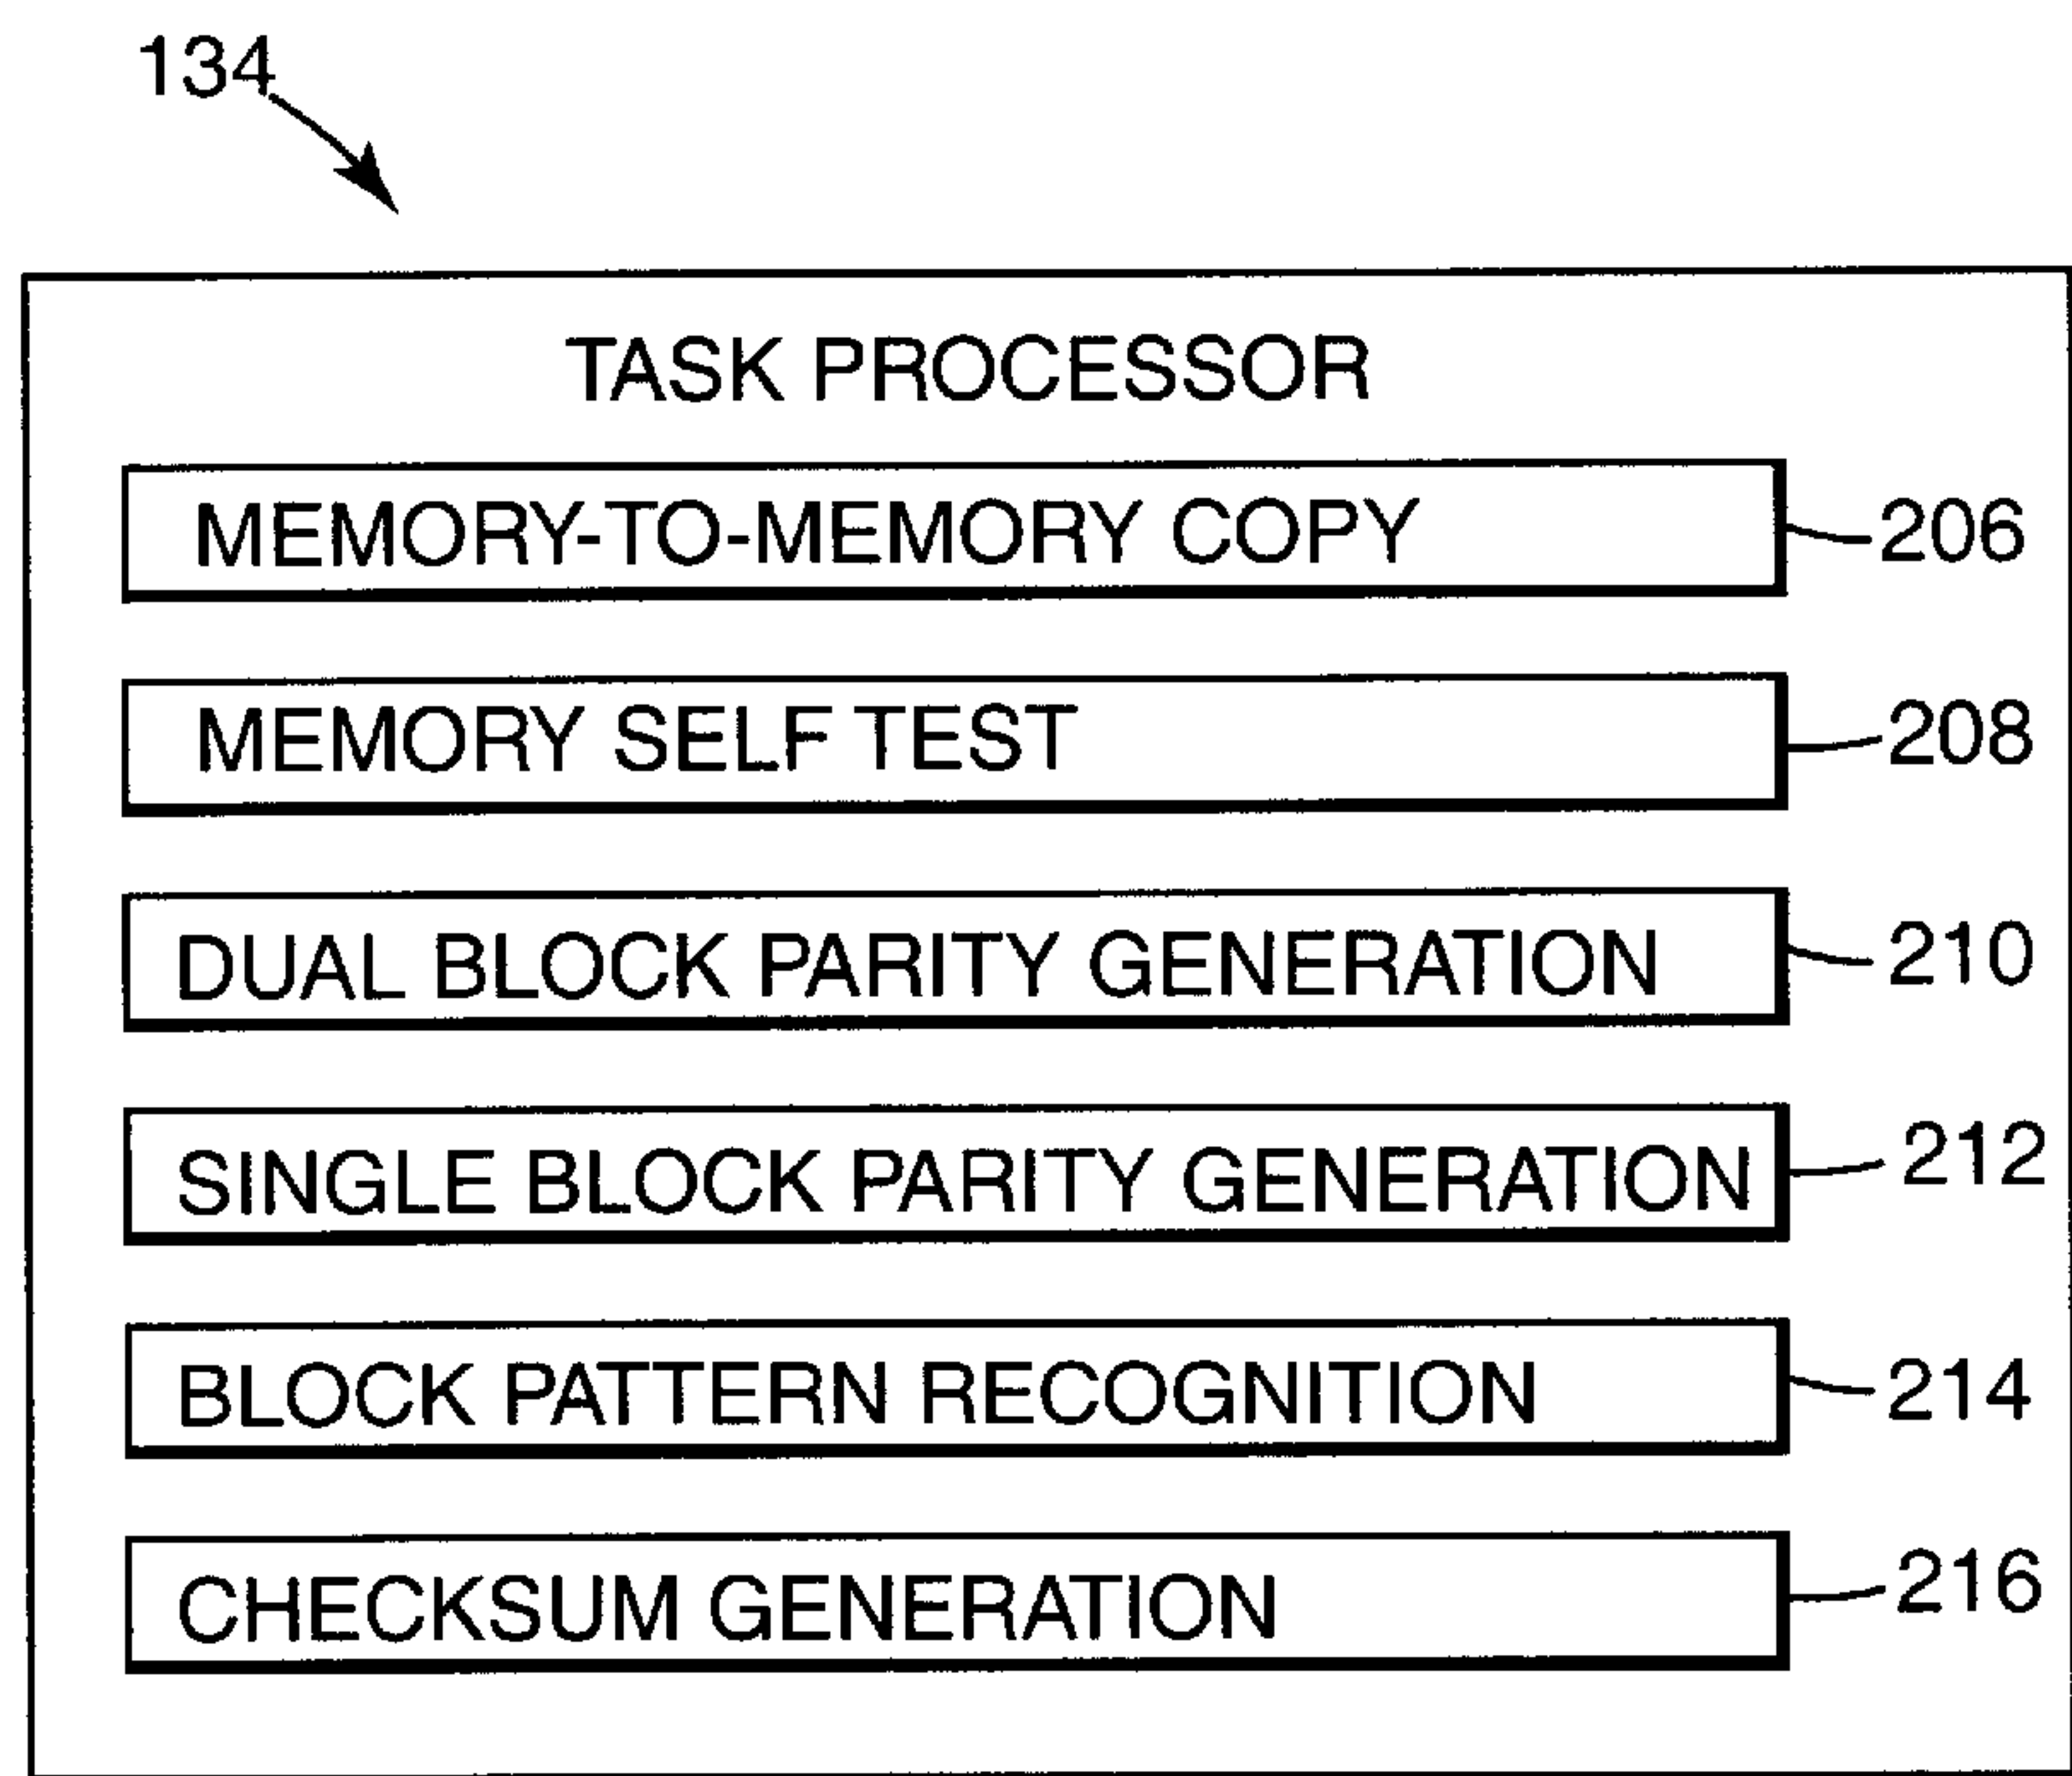 134
TASK PROCESSOR
MEMORY-TO-MEMORY COPY 206
MEMORY SELF TEST 208
DUAL BLOCK PARITY GENERATION 210
SINGLE BLOCK PARITY GENERATION 212
BLOCK PATTERN RECOGNITION 214
CHECKSUM GENERATION 216